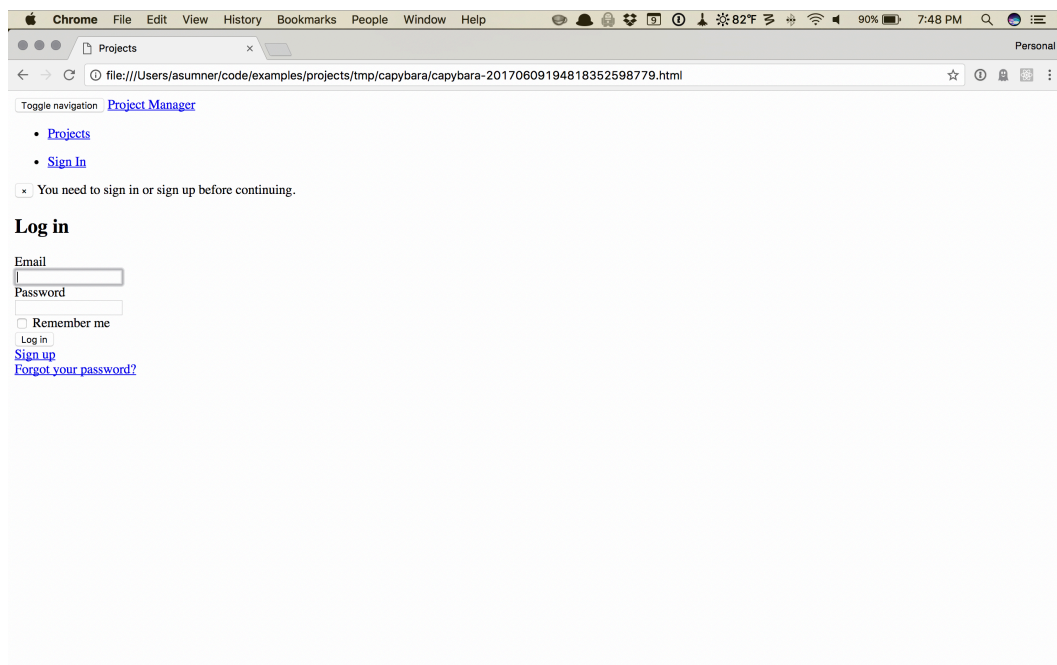 Chrome File Edit View History Bookmarks People Window Help 9 82°F 90% 7:48 PM
Projects × Personal
file:///Users/asumner/code/examples/projects/tmp/capybara/capybara-20170609194818352598779.html
Toggle navigation Project Manager
• Projects
• Sign In
× You need to sign in or sign up before continuing.
Log in
Email
Password
Remember me
Log in
Sign up
Forgot your password?